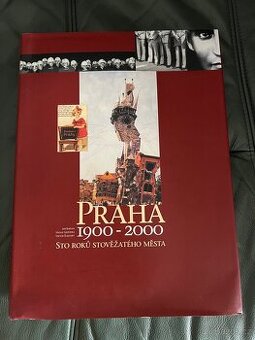 PRAHA
1900 - 2000
STO ROKŮ STOVĚŽATÉHO MĚSTA